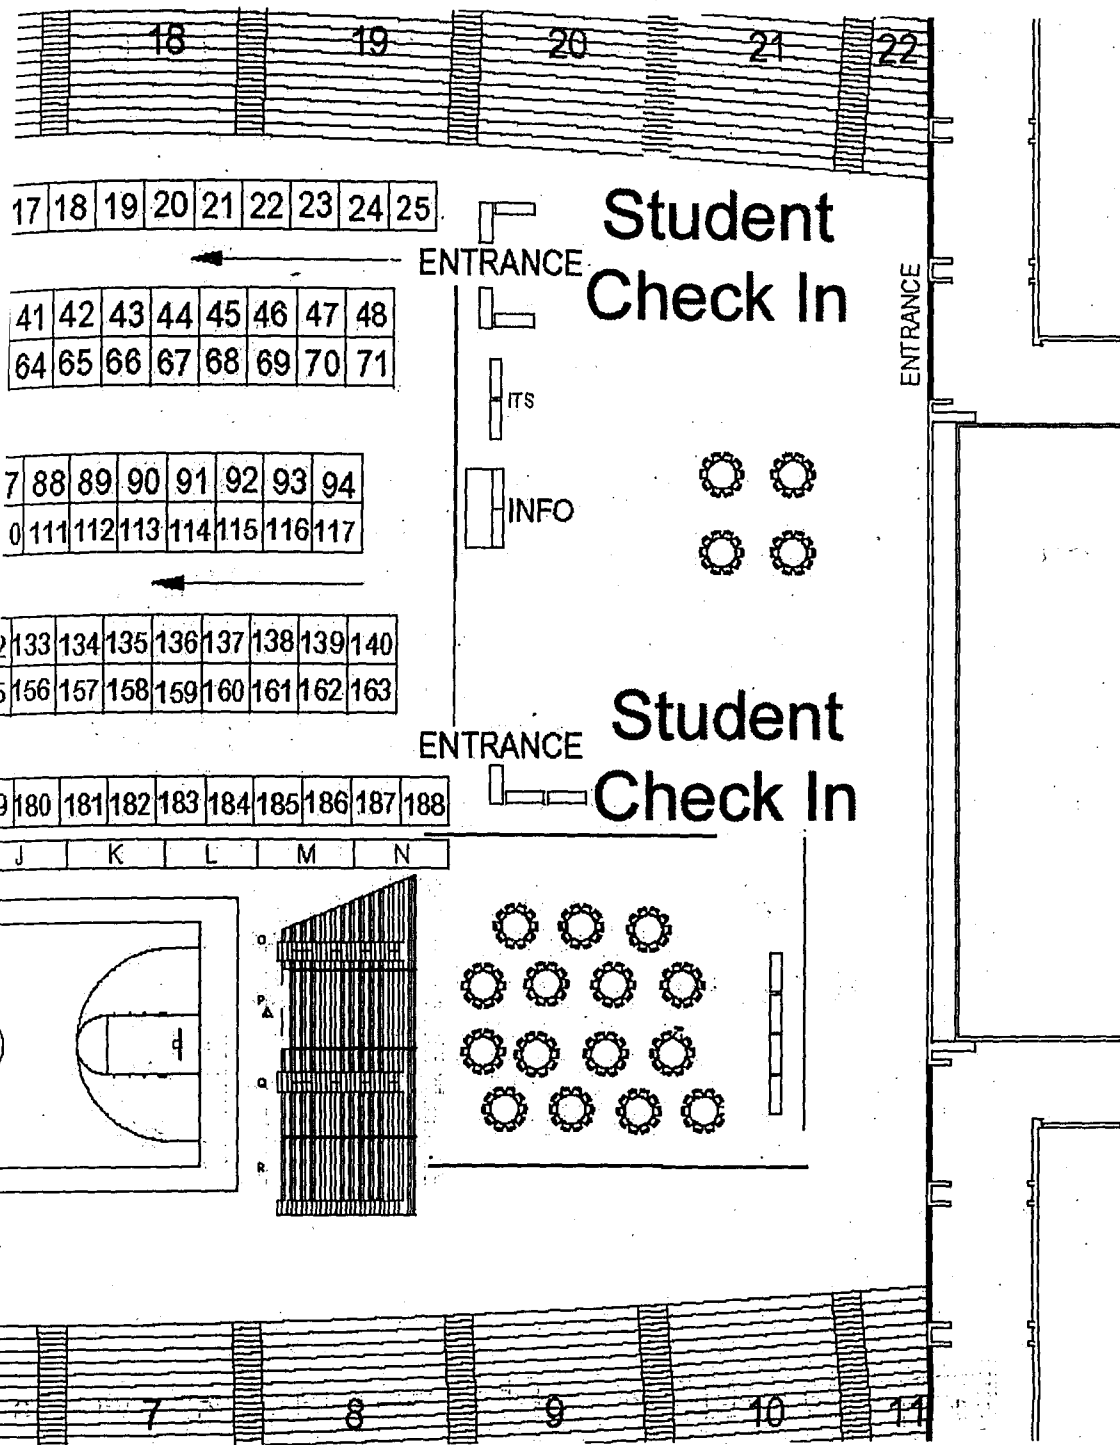 18 19 20 21 22
17 18 19 20 21 22 23 24 25
Student
Check In
ENTRANCE
ENTRANCE
41 42 43 44 45 46 47 48
64 65 66 67 68 69 70 71
ITS
7 88 89 90 91 92 93 94
0 111 112 113 114 115 116 117
INFO
133 134 135 136 137 138 139 140
156 157 158 159 160 161 162 163
Student
Check In
ENTRANCE
9 180 181 182 183 184 185 186 187 188
J K L M N
O
P
Q
R
7 8 9 10 11